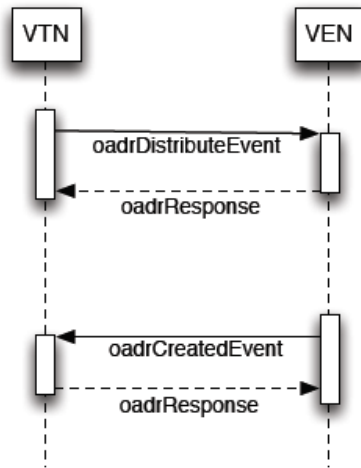 VTN
VEN
oadrDistributeEvent
oadrResponse
oadrCreatedEvent
oadrResponse